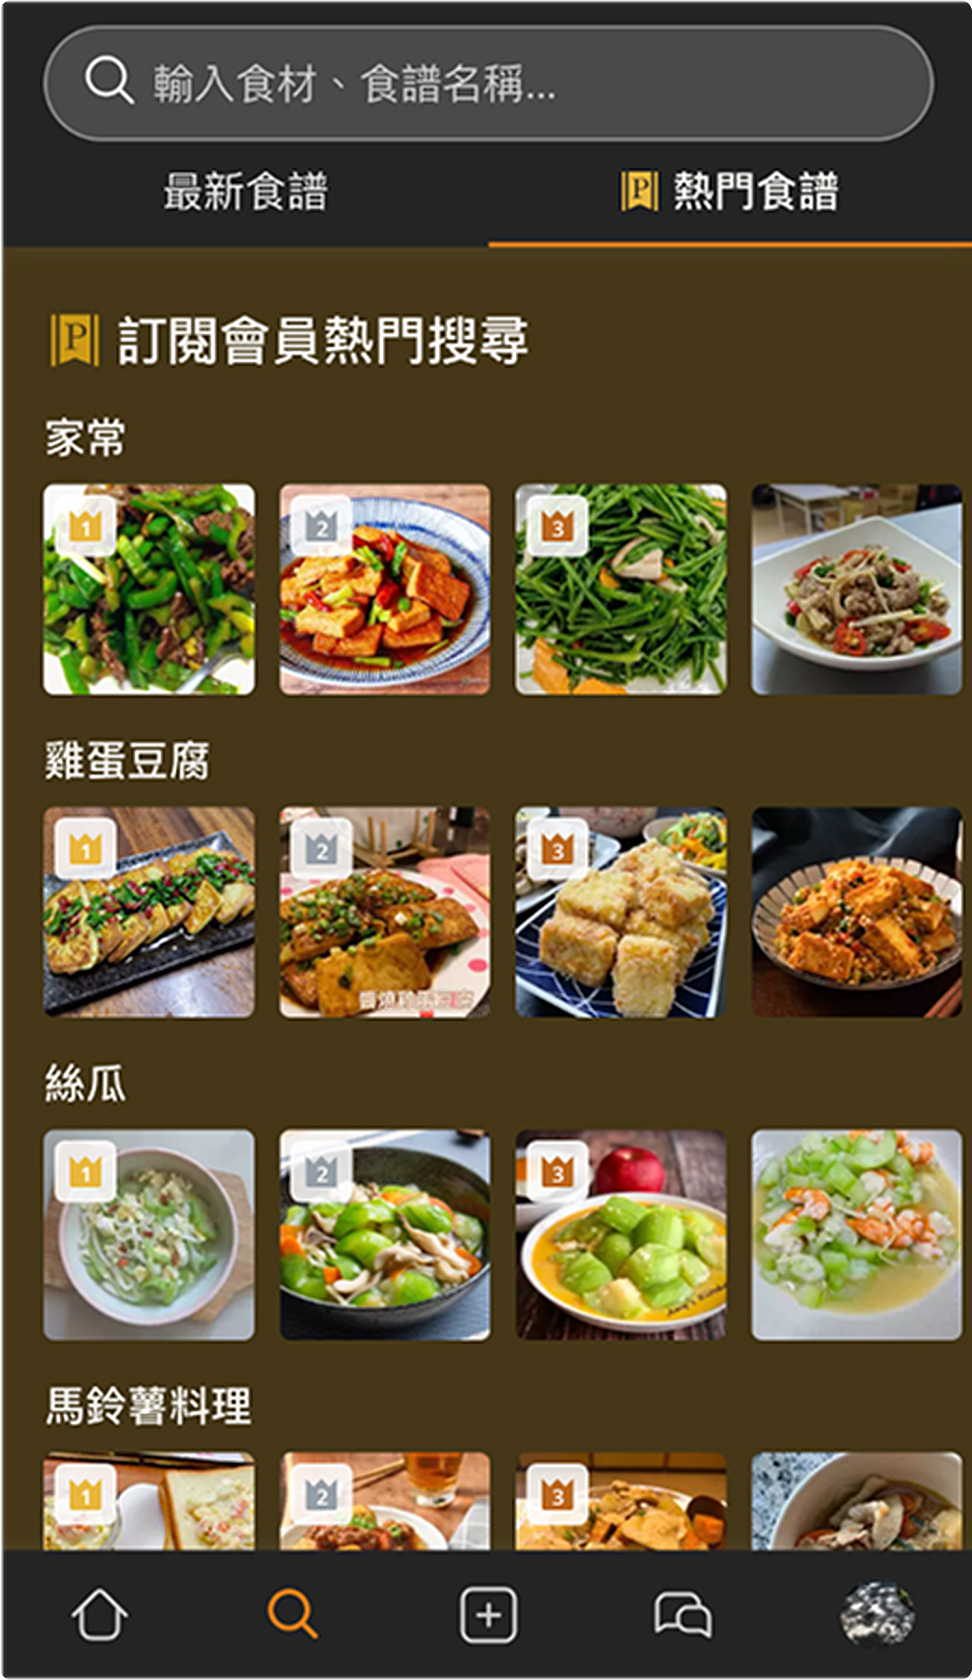 輸入食材、食譜名稱...
最新食譜
P 熱門食譜
P 訂閱會員熱門搜尋
家常
1 2 3
雞蛋豆腐
1 2 3
絲瓜
1 2 3
馬鈴薯料理
1 2 3